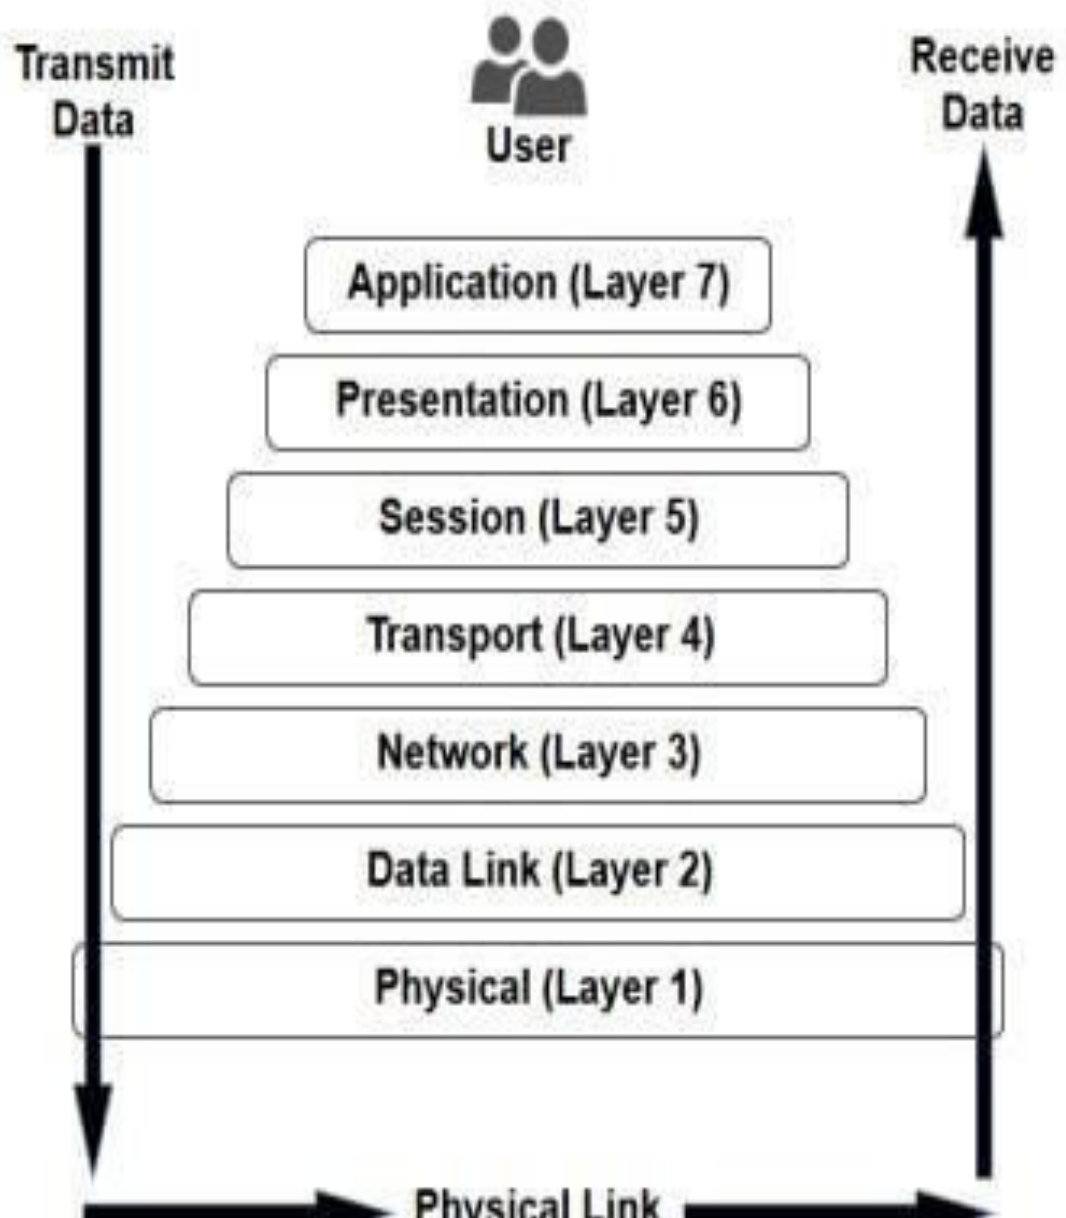 Transmit
Data
User
Receive
Data
Application (Layer 7)
Presentation (Layer 6)
Session (Layer 5)
Transport (Layer 4)
Network (Layer 3)
Data Link (Layer 2)
Physical (Layer 1)
Physical Link